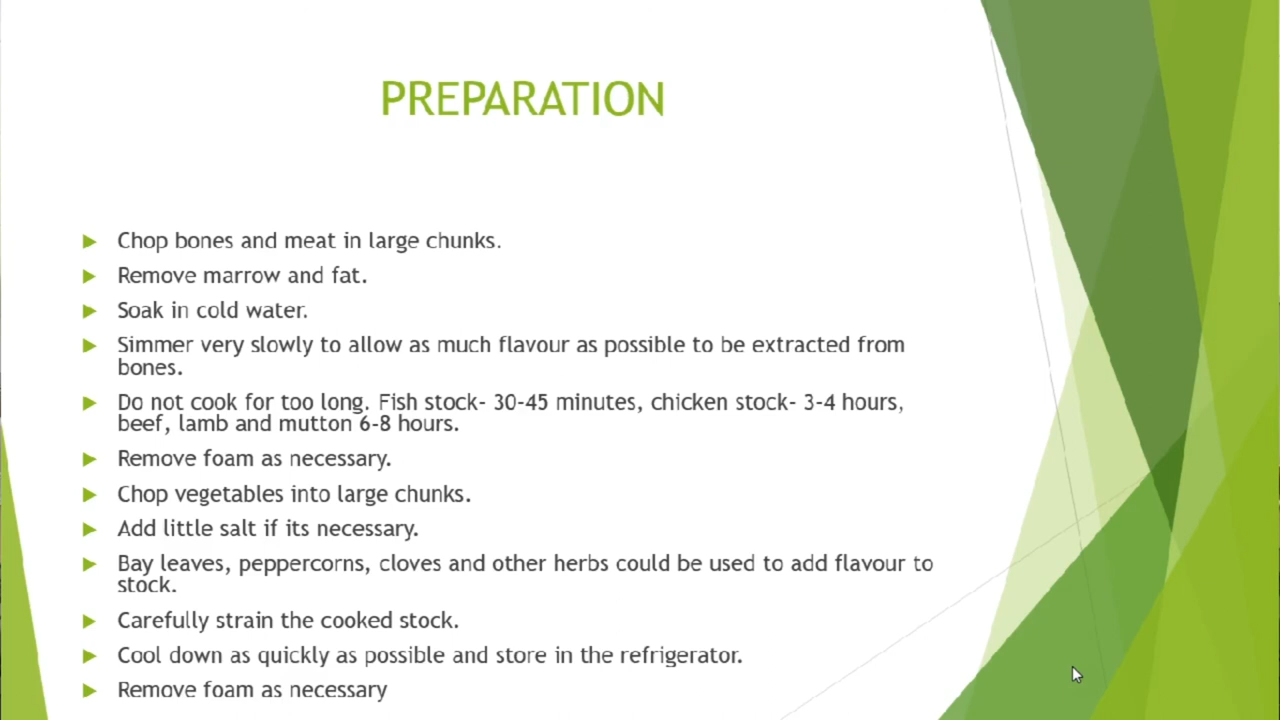 PREPARATION
Chop bones and meat in large chunks.
Remove marrow and fat.
Soak in cold water.
Simmer very slowly to allow as much flavour as possible to be extracted from
bones.
Do not cook for too long. Fish stock- 30-45 minutes, chicken stock- 3-4 hours,
beef, lamb and mutton 6-8 hours.
Remove foam as necessary.
Chop vegetables into large chunks.
Add little salt if its necessary.
Bay leaves, peppercorns, cloves and other herbs could be used to add flavour to
stock.
Carefully strain the cooked stock.
Cool down as quickly as possible and store in the refrigerator.
Remove foam as necessary